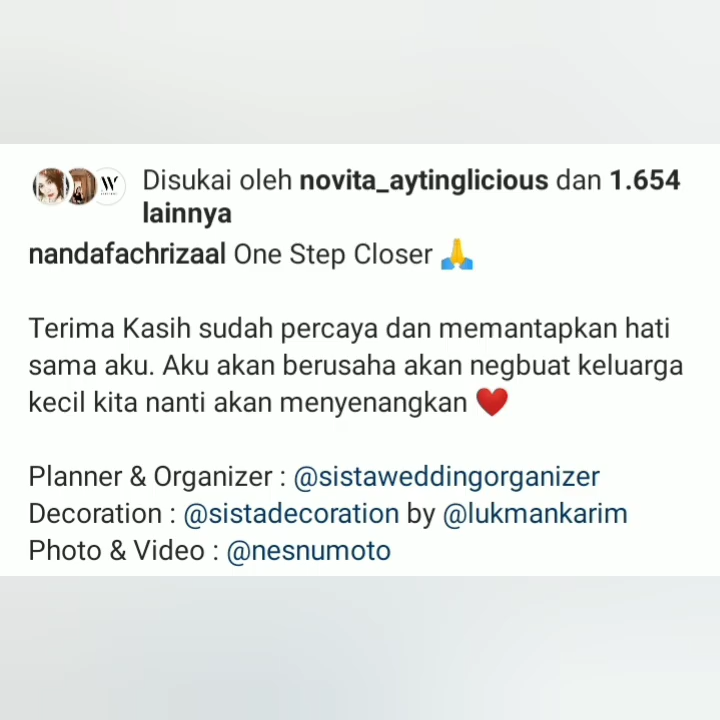 Disukai oleh novita_aytinglicious dan 1.654
lainnya
nandafachrizaal One Step Closer 🙏
Terima Kasih sudah percaya dan memantapkan hati
sama aku. Aku akan berusaha akan negbuat keluarga
kecil kita nanti akan menyenangkan ❤️
Planner & Organizer : @sistaweddingorganizer
Decoration : @sistadecoration by @lukmankarim
Photo & Video : @nesnumoto